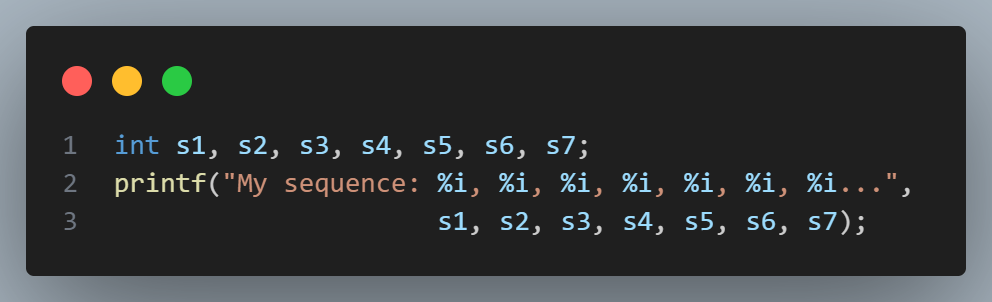 1 int s1, s2, s3, s4, s5, s6, s7;
2 printf("My sequence: %i, %i, %i, %i, %i, %i, %i...",
3 s1, s2, s3, s4, s5, s6, s7);